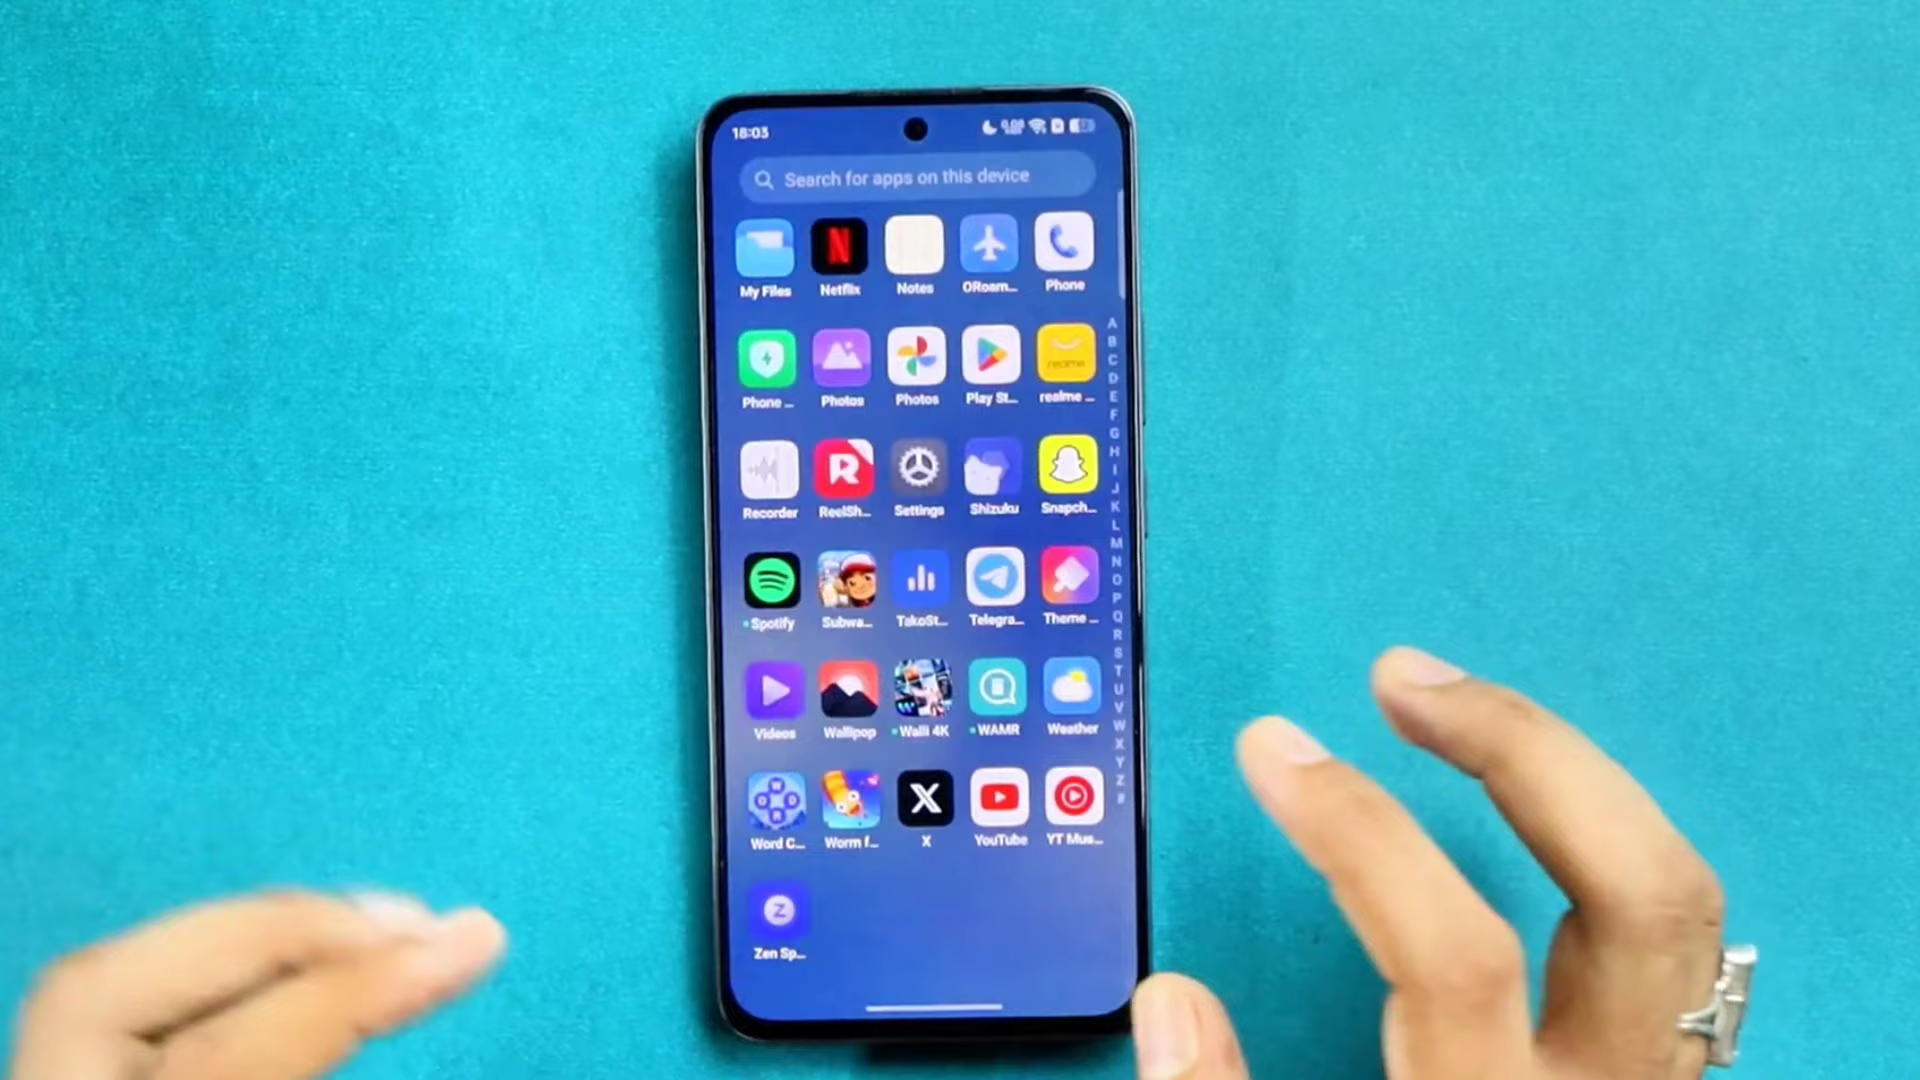 18:03
Search for apps on this device
My Files Netflix Notes ORoam... Phone
realme
Phone ... Photos Photos Play St... realme ...
R
Recorder ReelSh... Settings Shizuku Snapch...
Spotify Subwa... TakoSt... Telegra... Theme ...
Videos Wallipop Walli 4K WAMR Weather
Word C... Worm f... X YouTube YT Mus...
Z
Zen Sp...
A
B
C
D
E
F
G
H
I
J
K
L
M
N
O
P
Q
R
S
T
U
V
W
X
Y
Z
#